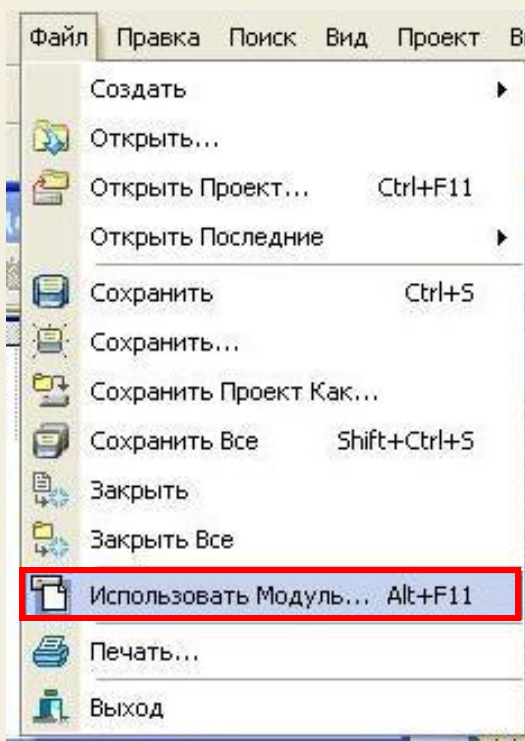 Файл Правка Поиск Вид Проект В
Создать
Открыть...
Открыть Проект... Ctrl+F11
Открыть Последние
Сохранить Ctrl+S
Сохранить...
Сохранить Проект Как...
Сохранить Все Shift+Ctrl+S
Закрыть
Закрыть Все
Использовать Модуль... Alt+F11
Печать...
Выход